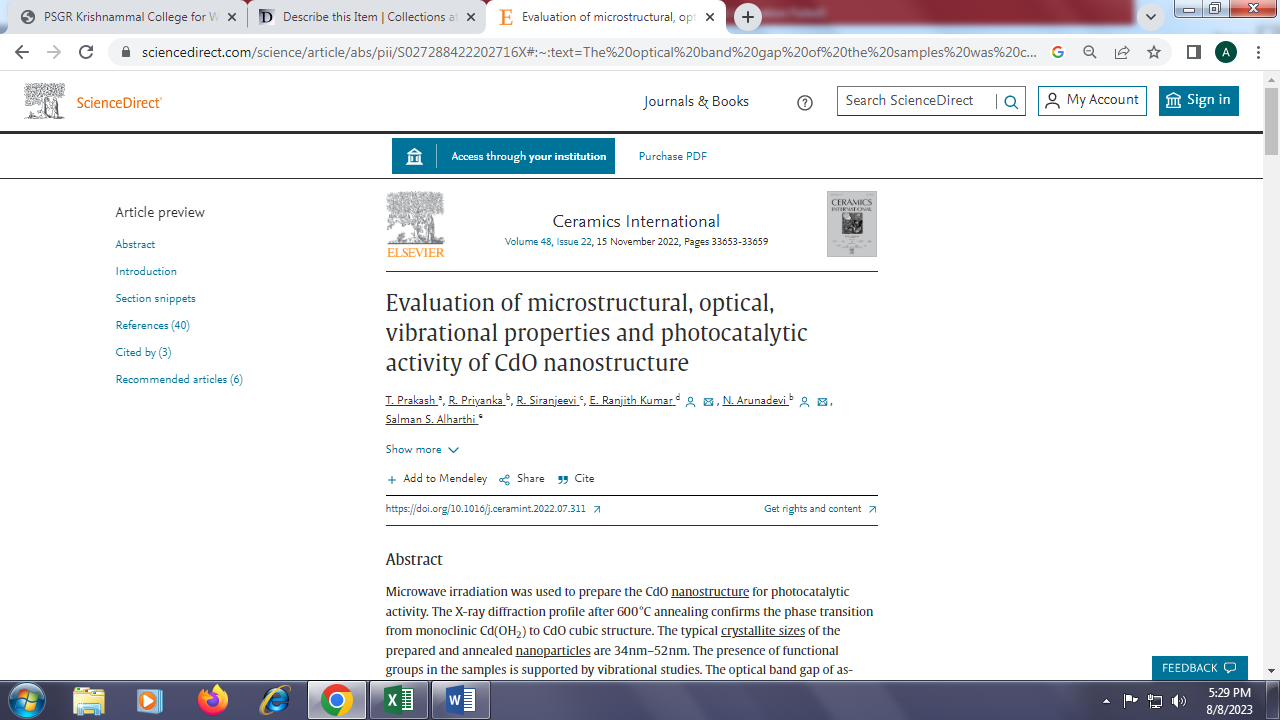 PSGR Krishnammal College for W
Describe this Item | Collections at
Evaluation of microstructural, opt
sciencedirect.com/science/article/abs/pii/S027288422202716X#:~:text=The%20optical%20band%20gap%20of%20the%20samples%20was%20c...
A
ScienceDirect
Journals & Books
Search ScienceDirect
My Account
Sign in
Access through your institution
Purchase PDF
Article preview
Abstract
Introduction
Section snippets
References (40)
Cited by (3)
Recommended articles (6)
ELSEVIER
Ceramics International
Volume 48, Issue 22, 15 November 2022, Pages 33653-33659
CERAMICS
INTERNATIONAL
Evaluation of microstructural, optical,
vibrational properties and photocatalytic
activity of CdO nanostructure
T. Prakash a, R. Priyanka b, R. Siranjeevi c, E. Ranjith Kumar d, N. Arunadevi b,
Salman S. Alharthi e
Show more
Add to Mendeley Share Cite
https://doi.org/10.1016/j.ceramint.2022.07.311
Get rights and content
Abstract
Microwave irradiation was used to prepare the CdO nanostructure for photocatalytic
activity. The X-ray diffraction profile after 600°C annealing confirms the phase transition
from monoclinic Cd(OH2) to CdO cubic structure. The typical crystallite sizes of the
prepared and annealed nanoparticles are 34nm–52nm. The presence of functional
groups in the samples is supported by vibrational studies. The optical band gap of as-
FEEDBACK
5:29 PM
8/8/2023